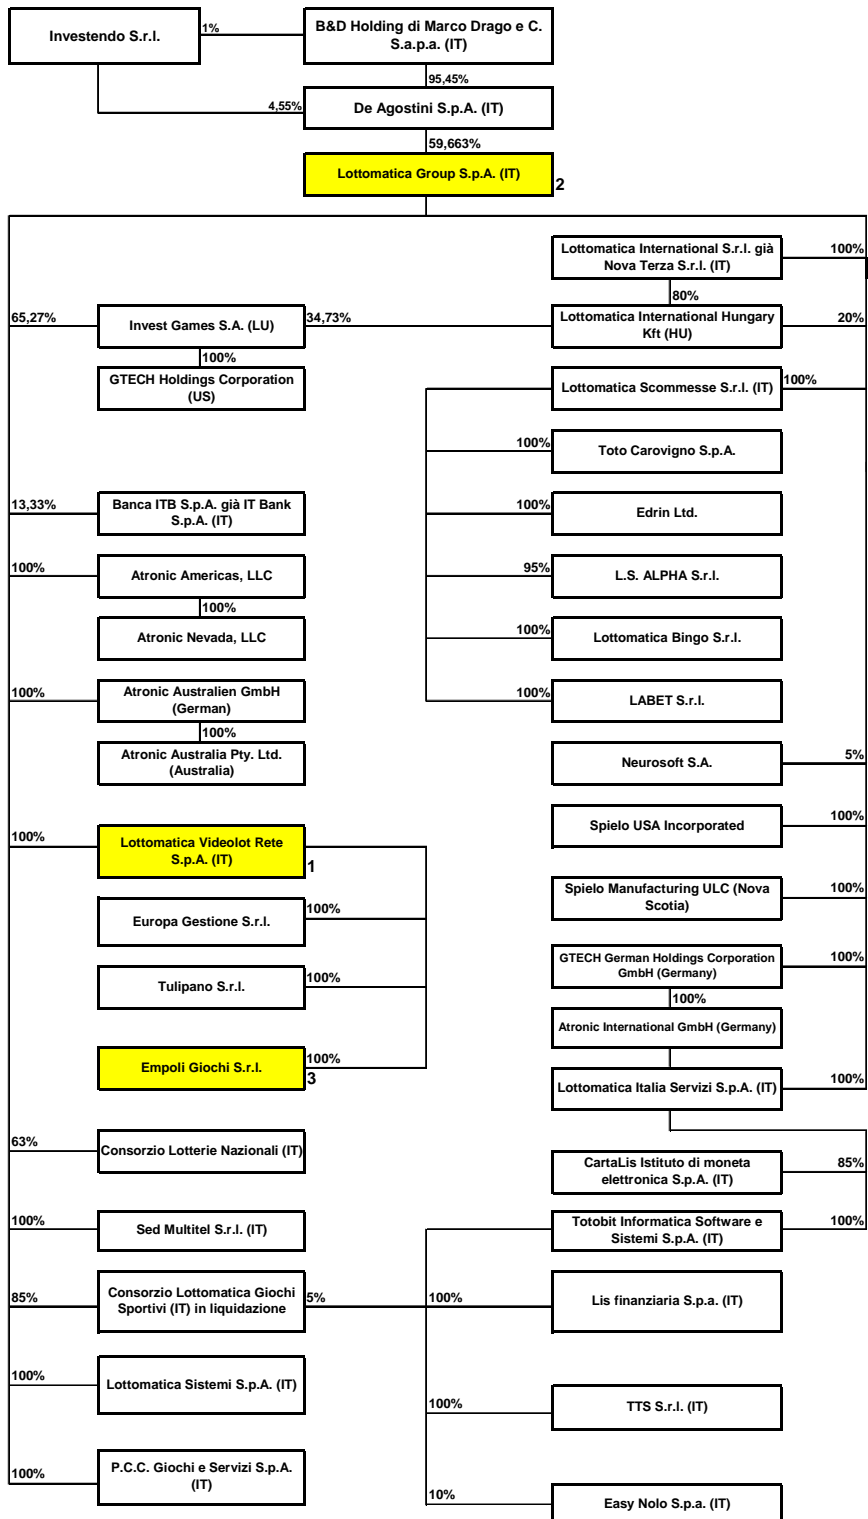 Investendo S.r.l.
1%
B&D Holding di Marco Drago e C.
S.a.p.a. (IT)
95,45%
4,55%
De Agostini S.p.A. (IT)
59,663%
Lottomatica Group S.p.A. (IT)
2
Lottomatica International S.r.l. già
Nova Terza S.r.l. (IT)
100%
80%
65,27%
Invest Games S.A. (LU)
34,73%
Lottomatica International Hungary
Kft (HU)
20%
100%
GTECH Holdings Corporation
(US)
Lottomatica Scommesse S.r.l. (IT)
100%
100%
Toto Carovigno S.p.A.
13,33%
Banca ITB S.p.A. già IT Bank
S.p.A. (IT)
100%
Edrin Ltd.
100%
Atronic Americas, LLC
95%
L.S. ALPHA S.r.l.
100%
Atronic Nevada, LLC
100%
Lottomatica Bingo S.r.l.
100%
Atronic Australien GmbH
(German)
100%
LABET S.r.l.
100%
Atronic Australia Pty. Ltd.
(Australia)
Neurosoft S.A.
5%
100%
Lottomatica Videolot Rete
S.p.A. (IT)
1
Spielo USA Incorporated
100%
Europa Gestione S.r.l.
100%
Spielo Manufacturing ULC (Nova
Scotia)
100%
Tulipano S.r.l.
100%
GTECH German Holdings Corporation
GmbH (Germany)
100%
100%
Atronic International GmbH (Germany)
Empoli Giochi S.r.l.
100%
3
Lottomatica Italia Servizi S.p.A. (IT)
100%
63%
Consorzio Lotterie Nazionali (IT)
CartaLis Istituto di moneta
elettronica S.p.A. (IT)
85%
100%
Sed Multitel S.r.l. (IT)
Totobit Informatica Software e
Sistemi S.p.A. (IT)
100%
85%
Consorzio Lottomatica Giochi
Sportivi (IT) in liquidazione
5%
100%
Lis finanziaria S.p.a. (IT)
100%
Lottomatica Sistemi S.p.A. (IT)
100%
TTS S.r.l. (IT)
100%
P.C.C. Giochi e Servizi S.p.A.
(IT)
10%
Easy Nolo S.p.a. (IT)